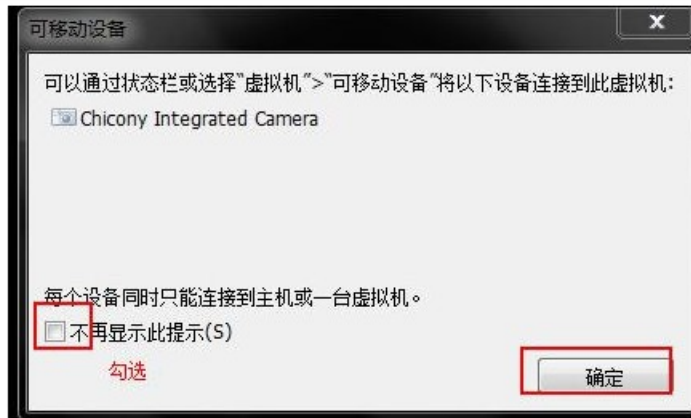 可移动设备
可以通过状态栏或选择“虚拟机”>“可移动设备”将以下设备连接到此虚拟机:
Chicony Integrated Camera
每个设备同时只能连接到主机或一台虚拟机。
不再显示此提示(S)
勾选
确定